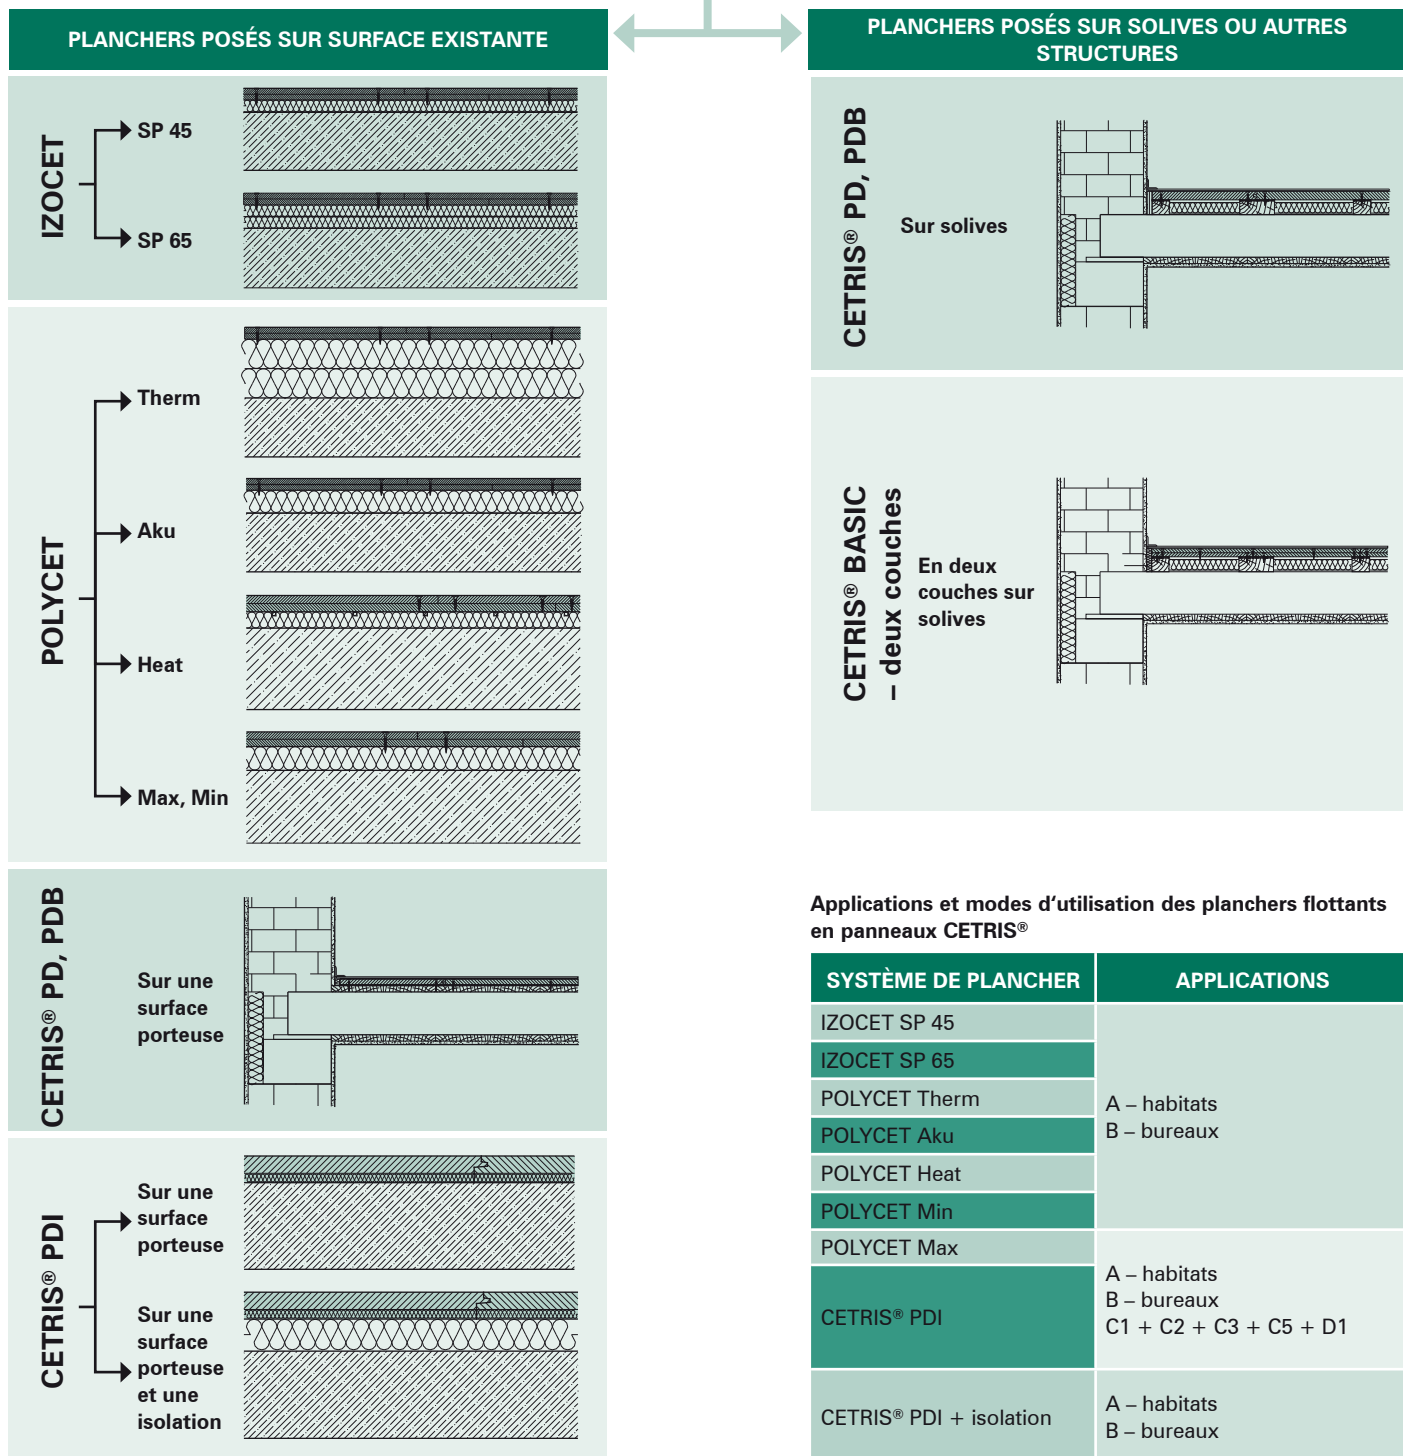 PLANCHERS POSÉS SUR SURFACE EXISTANTE
IZOCET
SP 45
SP 65
POLYCET
Therm
Aku
Heat
Max, Min
CETRIS® PD, PDB
Sur une
surface
porteuse
CETRIS® PDI
Sur une
surface
porteuse
Sur une
surface
porteuse
et une
isolation
PLANCHERS POSÉS SUR SOLIVES OU AUTRES
STRUCTURES
CETRIS® PD, PDB
Sur solives
CETRIS® BASIC
– deux couches
En deux
couches sur
solives
Applications et modes d‘utilisation des planchers flottants
en panneaux CETRIS®
SYSTÈME DE PLANCHER
APPLICATIONS
IZOCET SP 45
IZOCET SP 65
POLYCET Therm
POLYCET Aku
POLYCET Heat
POLYCET Min
A – habitats
B – bureaux
POLYCET Max
CETRIS® PDI
A – habitats
B – bureaux
C1 + C2 + C3 + C5 + D1
CETRIS® PDI + isolation
A – habitats
B – bureaux